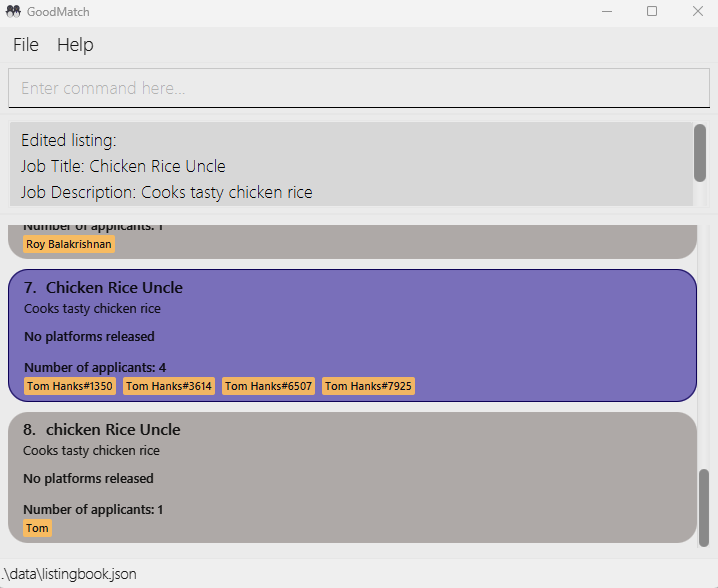 GoodMatch
File Help
Enter command here...
Edited listing:
Job Title: Chicken Rice Uncle
Job Description: Cooks tasty chicken rice
Number of applicants: 1
Roy Balakrishnan
7. Chicken Rice Uncle
Cooks tasty chicken rice
No platforms released
Number of applicants: 4
Tom Hanks#1350 Tom Hanks#3614 Tom Hanks#6507 Tom Hanks#7925
8. chicken Rice Uncle
Cooks tasty chicken rice
No platforms released
Number of applicants: 1
Tom
.\data\listingbook.json